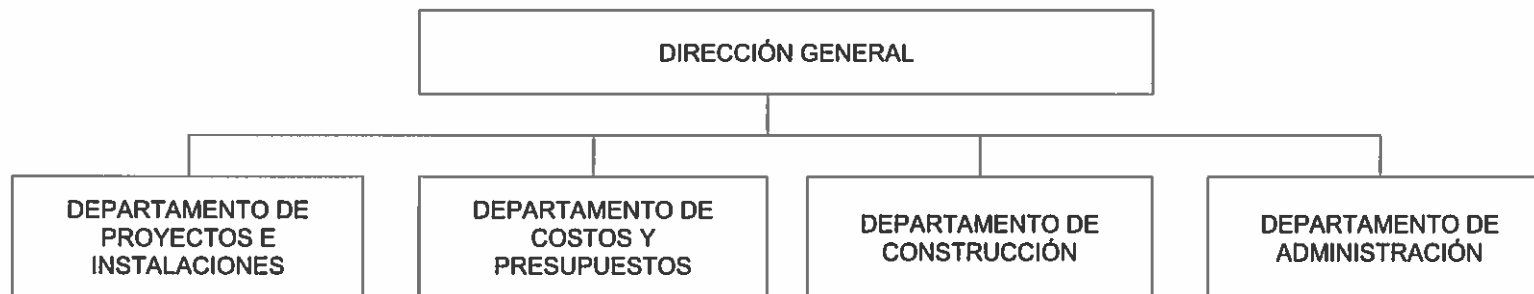 DIRECCIÓN GENERAL
DEPARTAMENTO DE
PROYECTOS E
INSTALACIONES
DEPARTAMENTO DE
COSTOS Y
PRESUPUESTOS
DEPARTAMENTO DE
CONSTRUCCIÓN
DEPARTAMENTO DE
ADMINISTRACIÓN